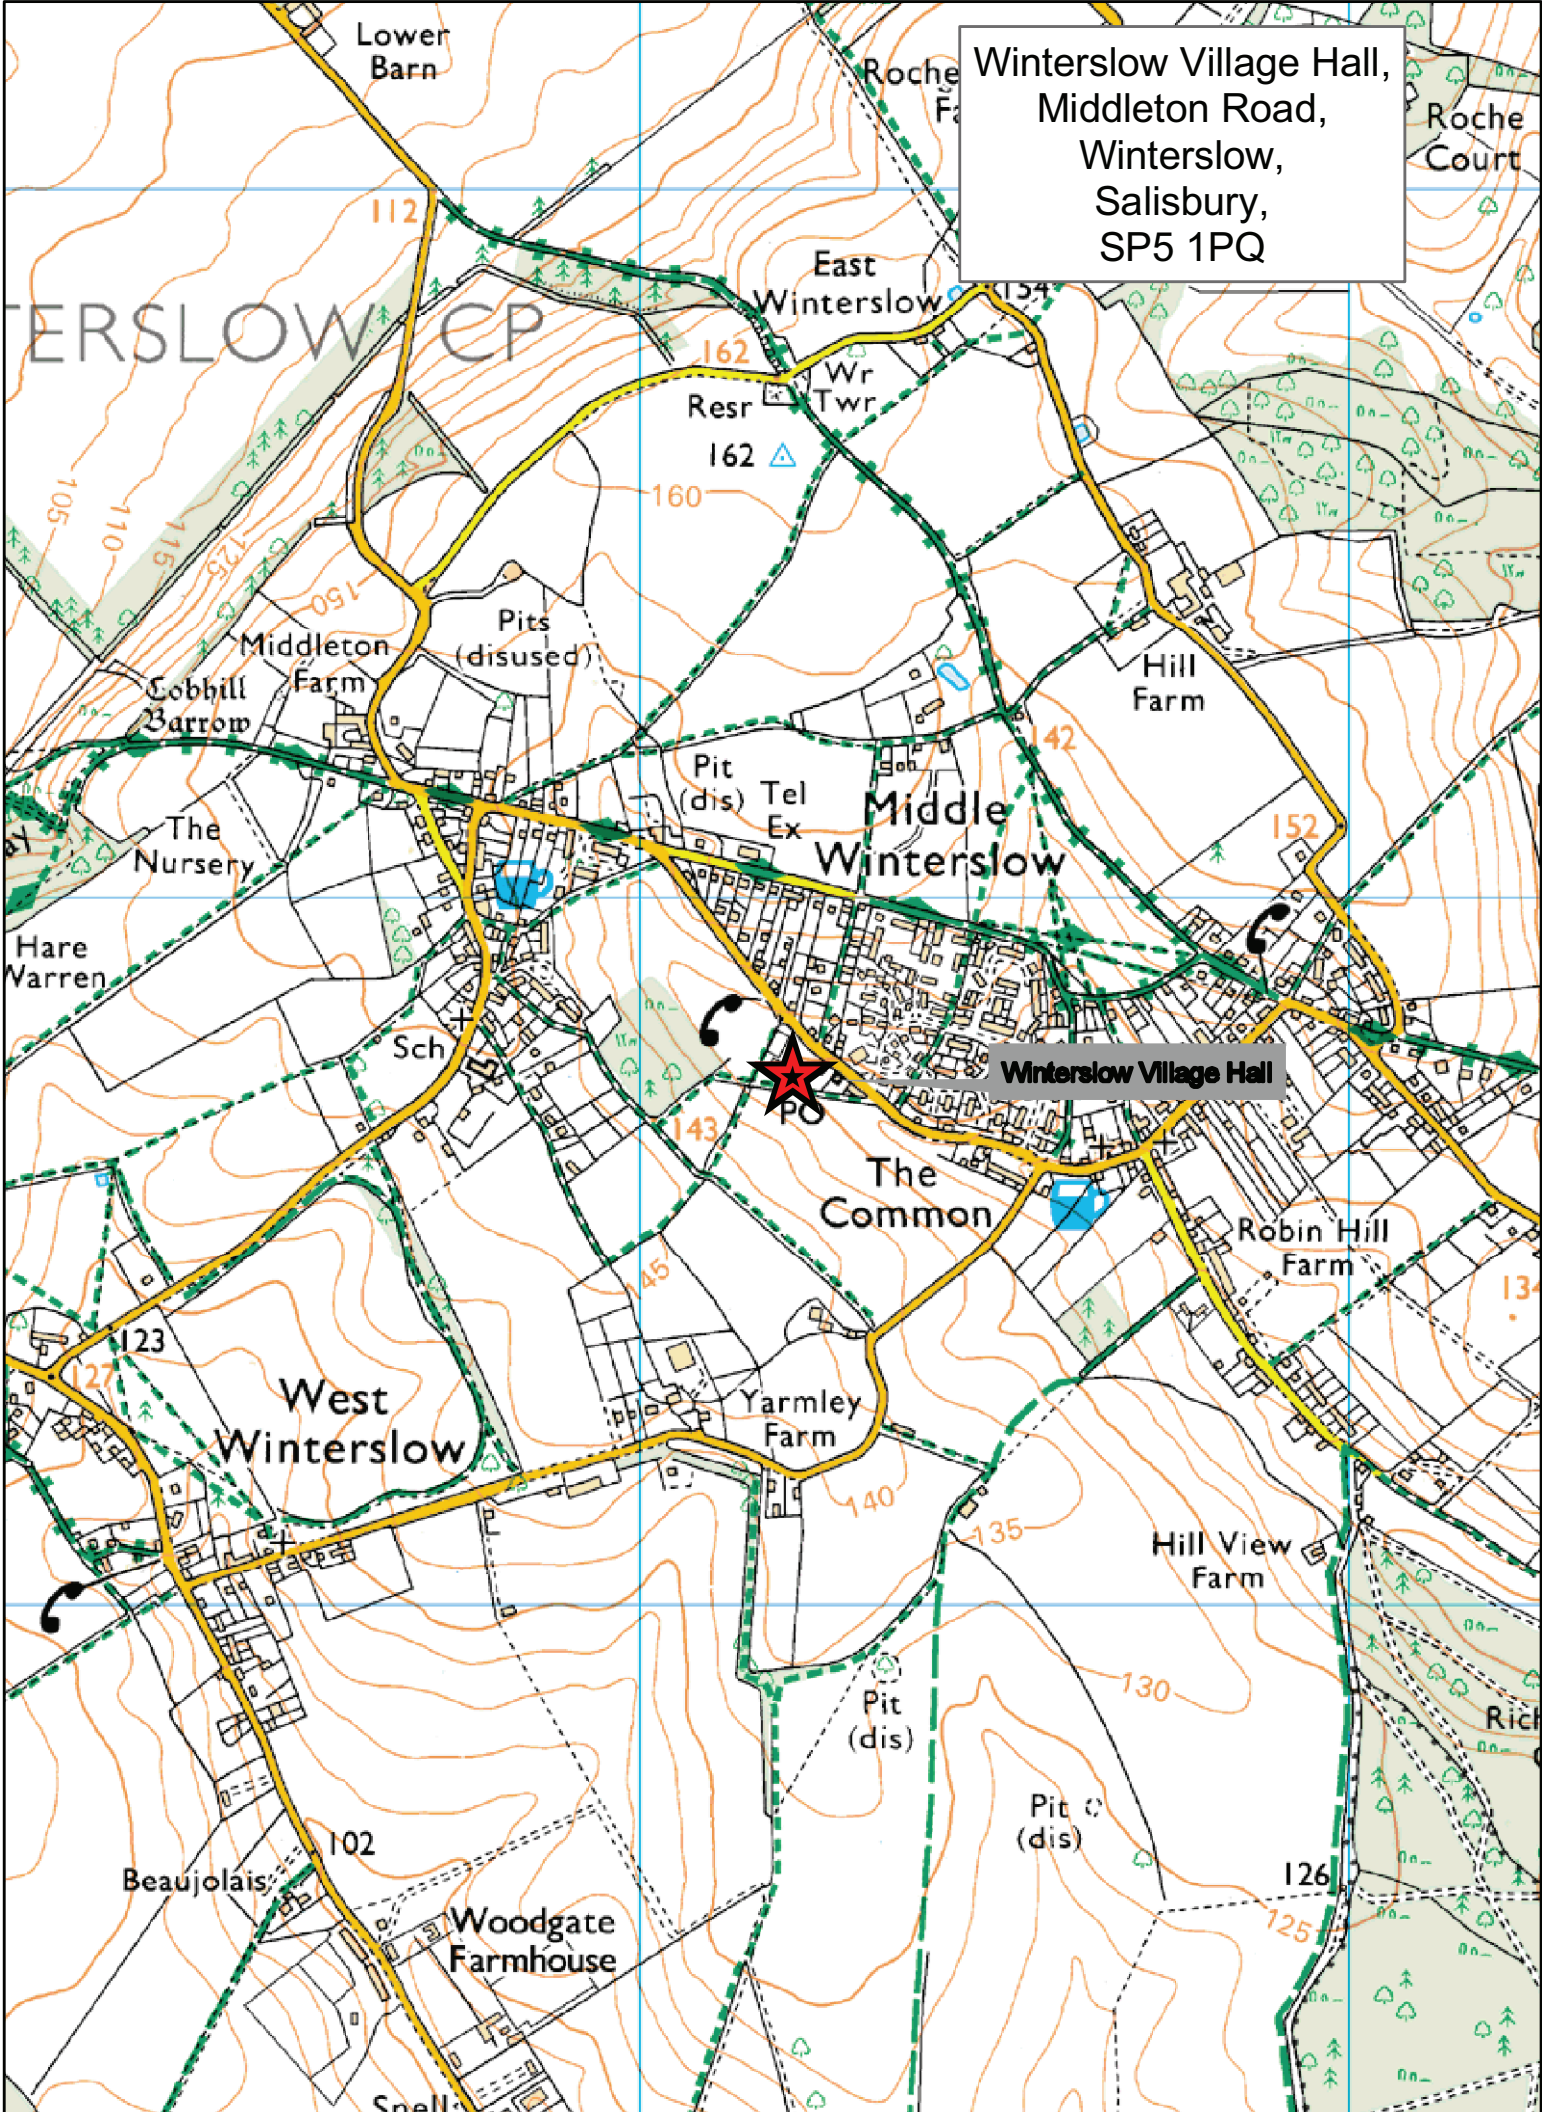 Lower
Barn
Roche
Winterslow Village Hall,
Middleton Road,
Winterslow,
Salisbury,
SP5 1PQ
Roche
Court
112
East
Winterslow
154
TERSLOW CP
162
Wr
Twr
Resr
162
160
105
110
115
125
150
Pits
(disused)
Middleton
Farm
Cobhill
Barrow
Hill
Farm
142
Pit
(dis)
Tel
Ex
Middle
Winterslow
152
The
Nursery
Hare
Warren
Sch
Winterslow Village Hall
PO
143
The
Common
Robin Hill
Farm
145
134
123
127
West
Winterslow
Yarmley
Farm
140
135
Hill View
Farm
130
Pit
(dis)
Pit
(dis)
102
Beaujolais
126
125
Woodgate
Farmhouse